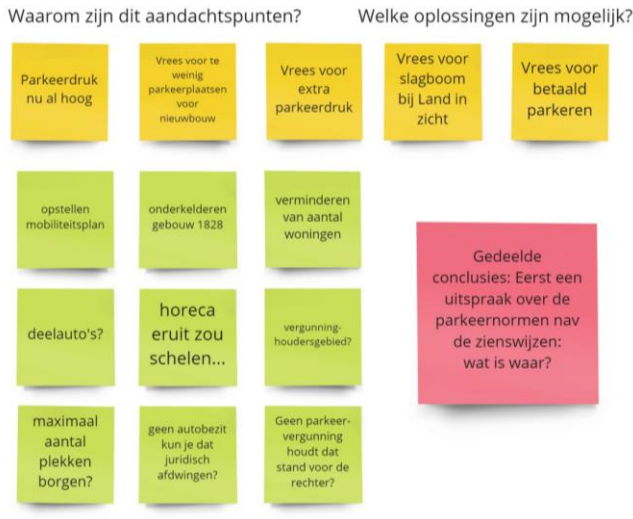 Waarom zijn dit aandachtspunten?
Welke oplossingen zijn mogelijk?
Parkeerdruk
nu al hoog
Vrees voor te
weinig
parkeerplaatsen
voor
nieuwbouw
Vrees voor
extra
parkeerdruk
Vrees voor
slagboom
bij Land in
zicht
Vrees voor
betaald
parkeren
opstellen
mobiliteitsplan
onderkelderen
gebouw 1828
verminderen
van aantal
woningen
Gedeelde
conclusies: Eerst een
uitspraak over de
parkeernormen nav
de zienswijzen:
wat is waar?
deelauto's?
horeca
eruit zou
schelen...
vergunning-
houdersgebied?
maximaal
aantal
plekken
borgen?
geen autobezit
kun je dat
juridisch
afdwingen?
Geen parkeer-
vergunning
houdt dat
stand voor de
rechter?